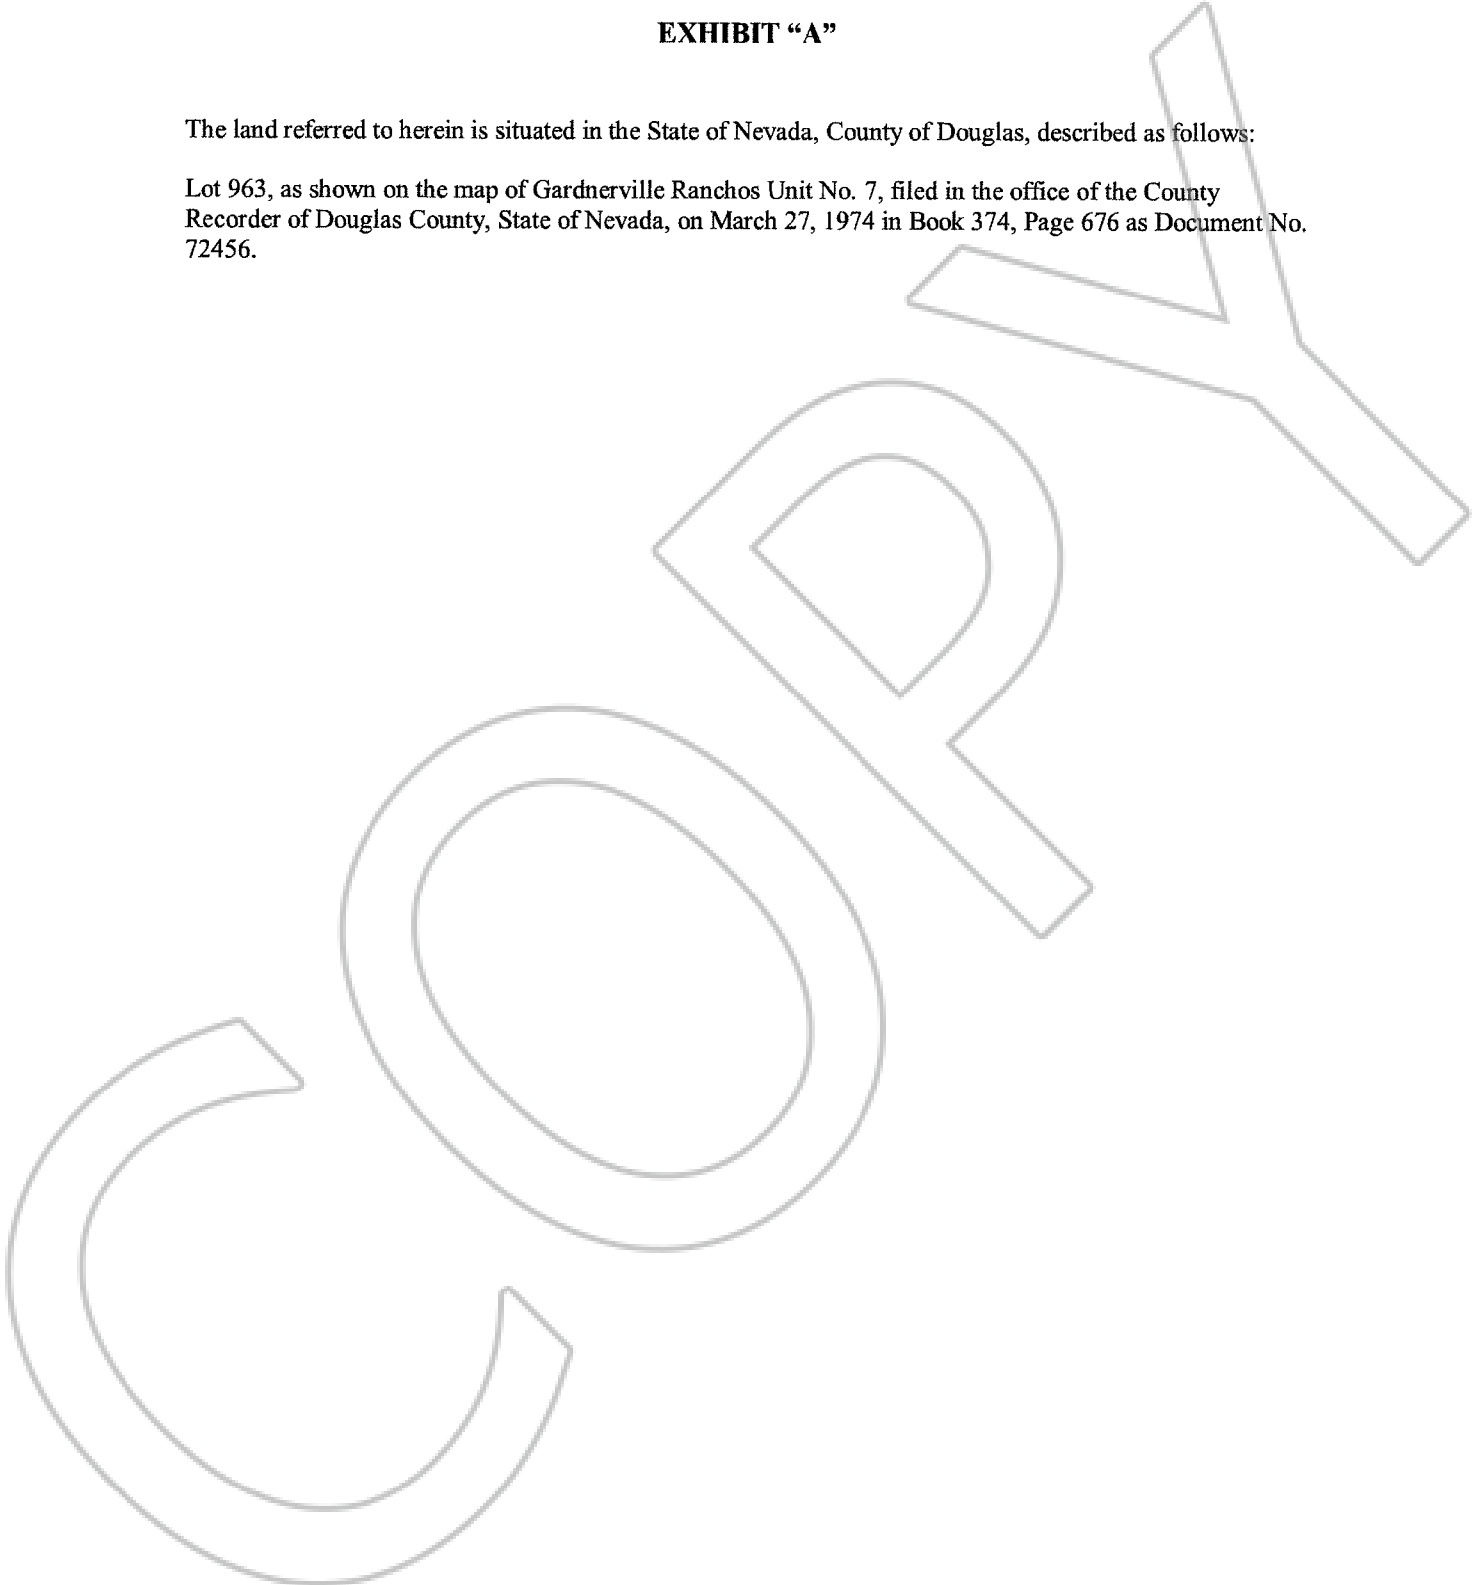 EXHIBIT “A”
The land referred to herein is situated in the State of Nevada, County of Douglas, described as follows:
Lot 963, as shown on the map of Gardnerville Ranchos Unit No. 7, filed in the office of the County
Recorder of Douglas County, State of Nevada, on March 27, 1974 in Book 374, Page 676 as Document No.
72456.
COPY